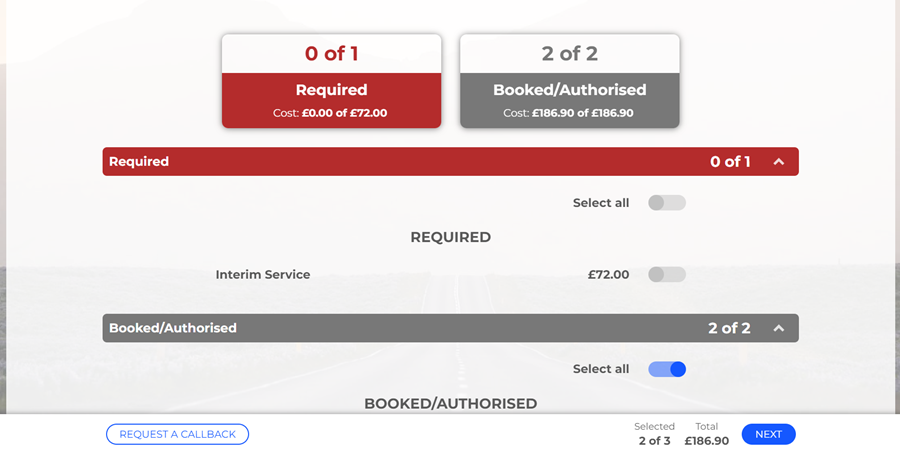 0 of 1
Required
Cost: £0.00 of £72.00
2 of 2
Booked/Authorised
Cost: £186.90 of £186.90
Required 0 of 1
Select all
REQUIRED
Interim Service £72.00
Booked/Authorised 2 of 2
Select all
BOOKED/AUTHORISED
REQUEST A CALLBACK
Selected
2 of 3
Total
£186.90
NEXT